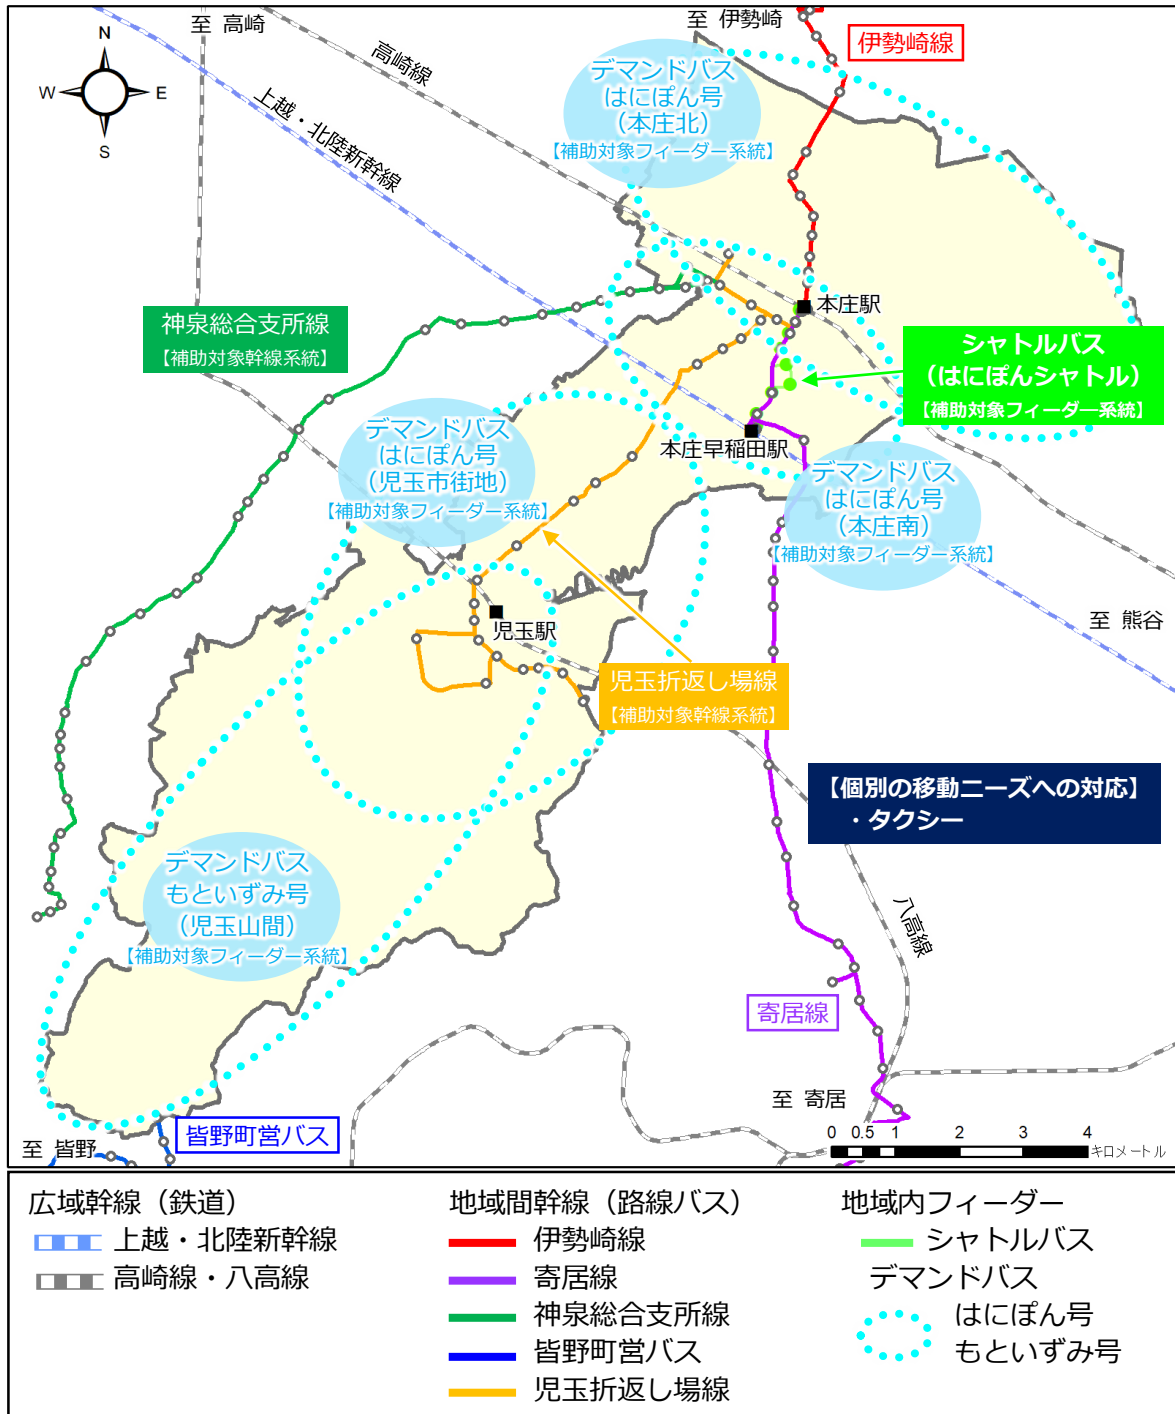 至 高崎
至 伊勢崎
伊勢崎線
N
W
E
S
高崎線
上越・北陸新幹線
デマンドバス
はにぽん号
（本庄北）
【補助対象フィーダー系統】
神泉総合支所線
【補助対象幹線系統】
本庄駅
シャトルバス
（はにぽんシャトル）
【補助対象フィーダー系統】
デマンドバス
はにぽん号
（児玉市街地）
【補助対象フィーダー系統】
本庄早稲田駅
デマンドバス
はにぽん号
（本庄南）
【補助対象フィーダー系統】
児玉駅
至 熊谷
児玉折返し場線
【補助対象幹線系統】
【個別の移動ニーズへの対応】
・タクシー
デマンドバス
もといずみ号
（児玉山間）
【補助対象フィーダー系統】
八高線
寄居線
至 寄居
皆野町営バス
至 皆野
0 0.5 1 2 3 4
キロメートル
広域幹線（鉄道）
上越・北陸新幹線
高崎線・八高線
地域間幹線（路線バス）
伊勢崎線
寄居線
神泉総合支所線
皆野町営バス
児玉折返し場線
地域内フィーダー
シャトルバス
デマンドバス
はにぽん号
もといずみ号